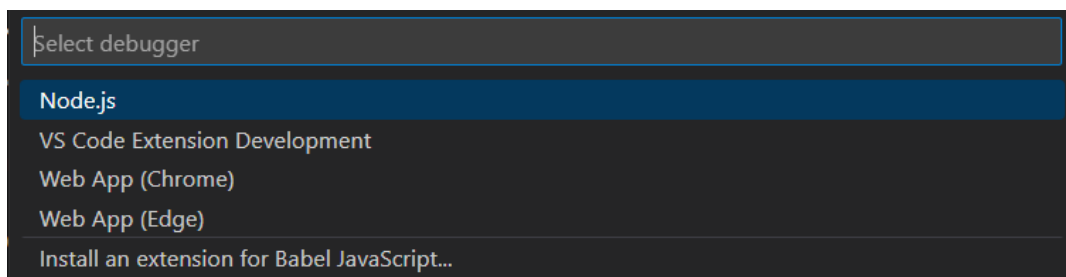 Select debugger
Node.js
VS Code Extension Development
Web App (Chrome)
Web App (Edge)
Install an extension for Babel JavaScript...